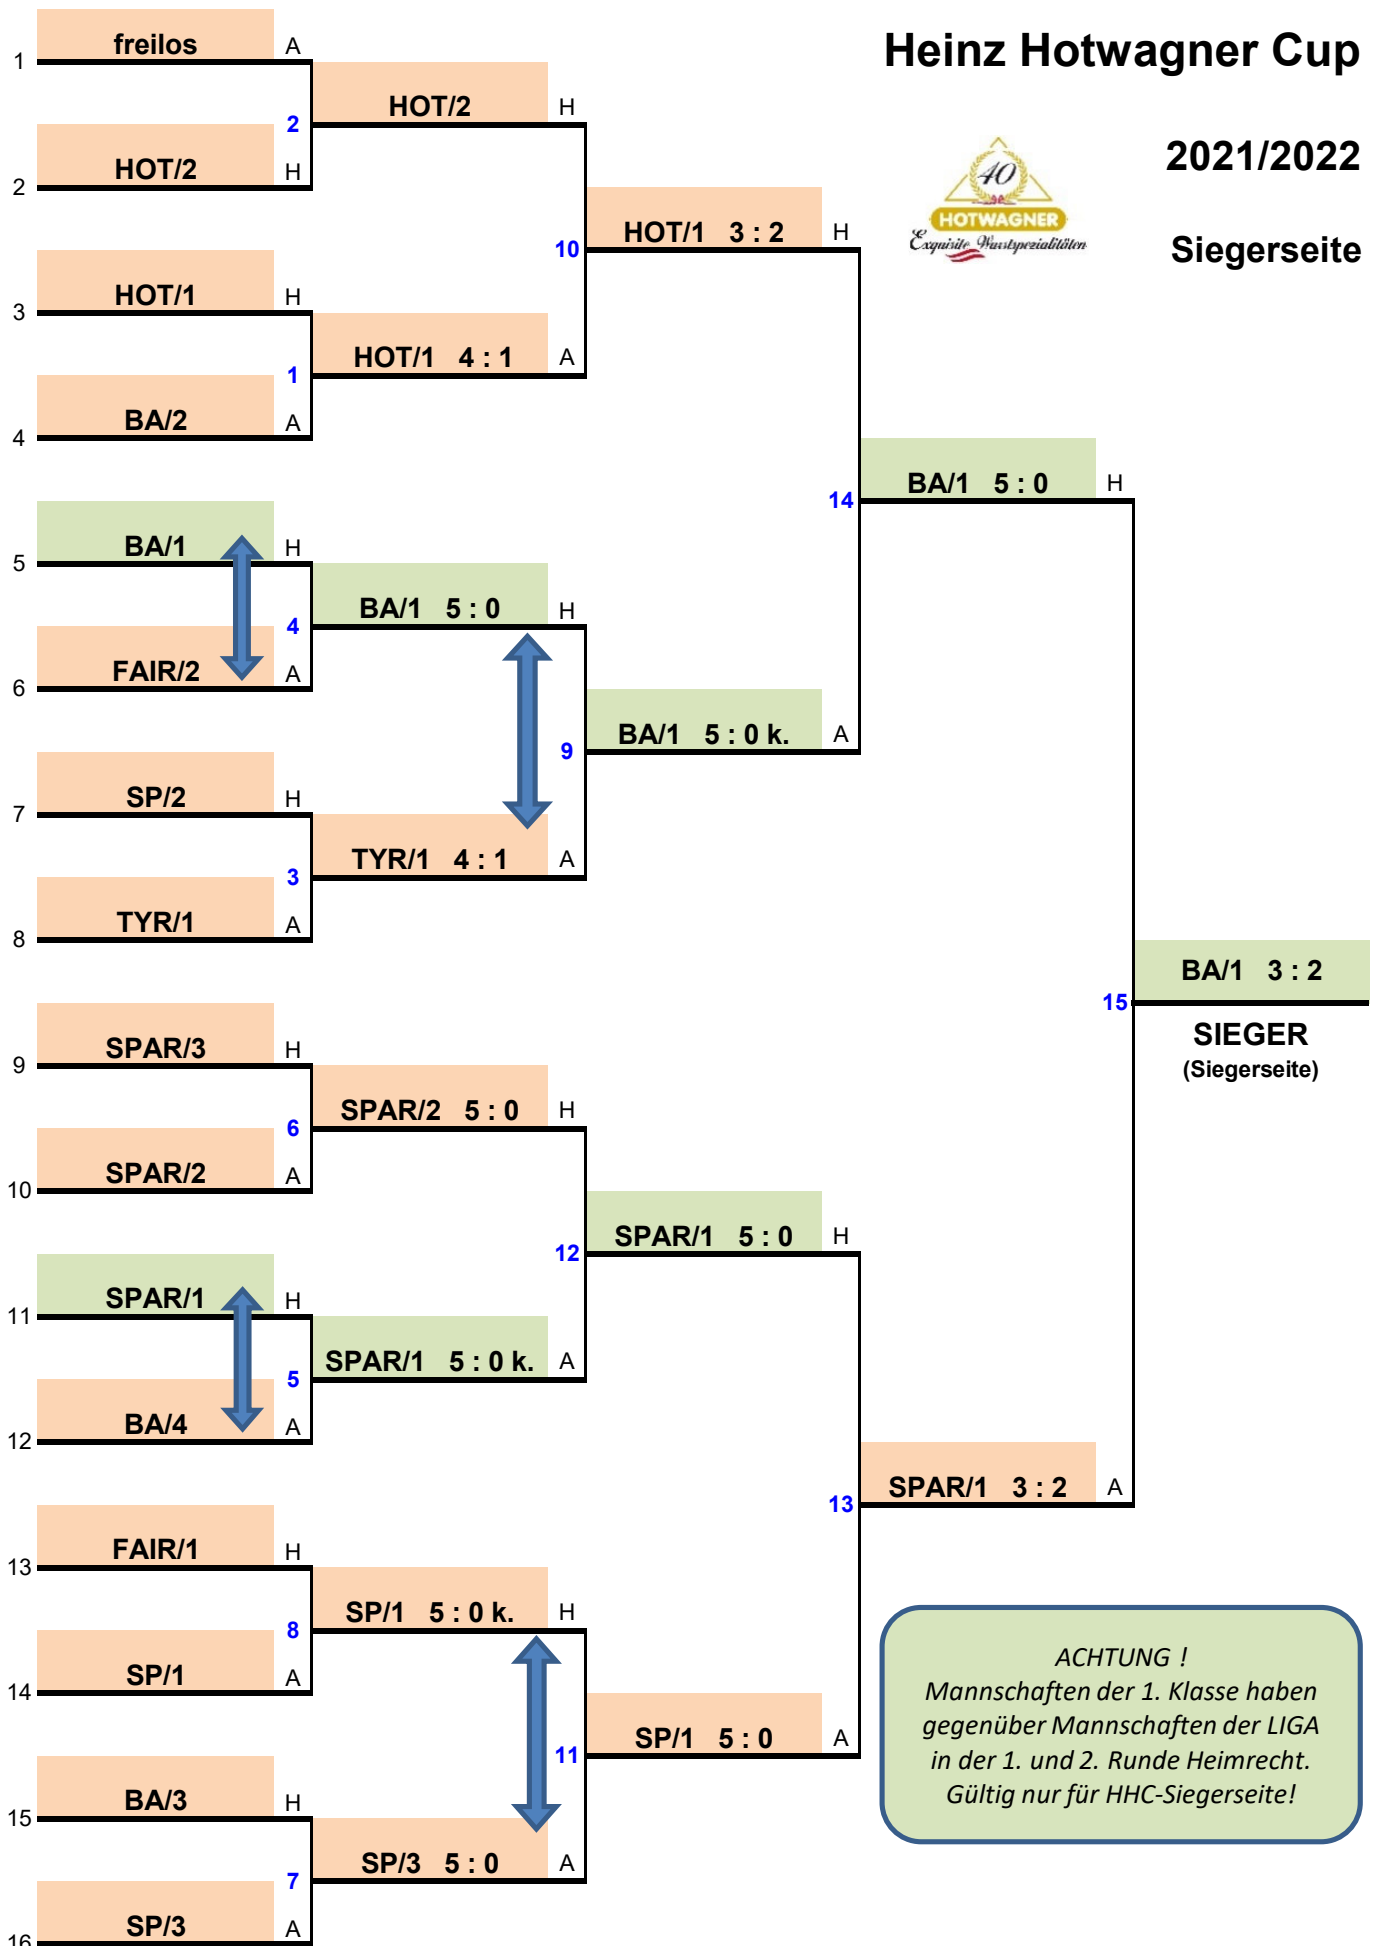 Heinz Hotwagner Cup
2021/2022
Siegerseite
40
HOTWAGNER
Exquisite Wurstspezialitäten
freilos A
1
HOT/2 H
2
HOT/2 H
2
HOT/1 3 : 2 H
10
HOT/1 H
3
HOT/1 4 : 1 A
1
BA/2 A
4
BA/1 5 : 0 H
14
BA/1 H
5
BA/1 5 : 0 H
4
FAIR/2 A
6
BA/1 5 : 0 k. A
9
SP/2 H
7
TYR/1 4 : 1 A
3
TYR/1 A
8
BA/1 3 : 2
15
SIEGER
(Siegerseite)
SPAR/3 H
9
SPAR/2 5 : 0 H
6
SPAR/2 A
10
SPAR/1 5 : 0 H
12
SPAR/1 H
11
SPAR/1 5 : 0 k. A
5
BA/4 A
12
SPAR/1 3 : 2 A
13
FAIR/1 H
13
SP/1 5 : 0 k. H
8
SP/1 A
14
SP/1 5 : 0 A
11
BA/3 H
15
SP/3 5 : 0 A
7
SP/3 A
16
ACHTUNG !
Mannschaften der 1. Klasse haben
gegenüber Mannschaften der LIGA
in der 1. und 2. Runde Heimrecht.
Gültig nur für HHC-Siegerseite!